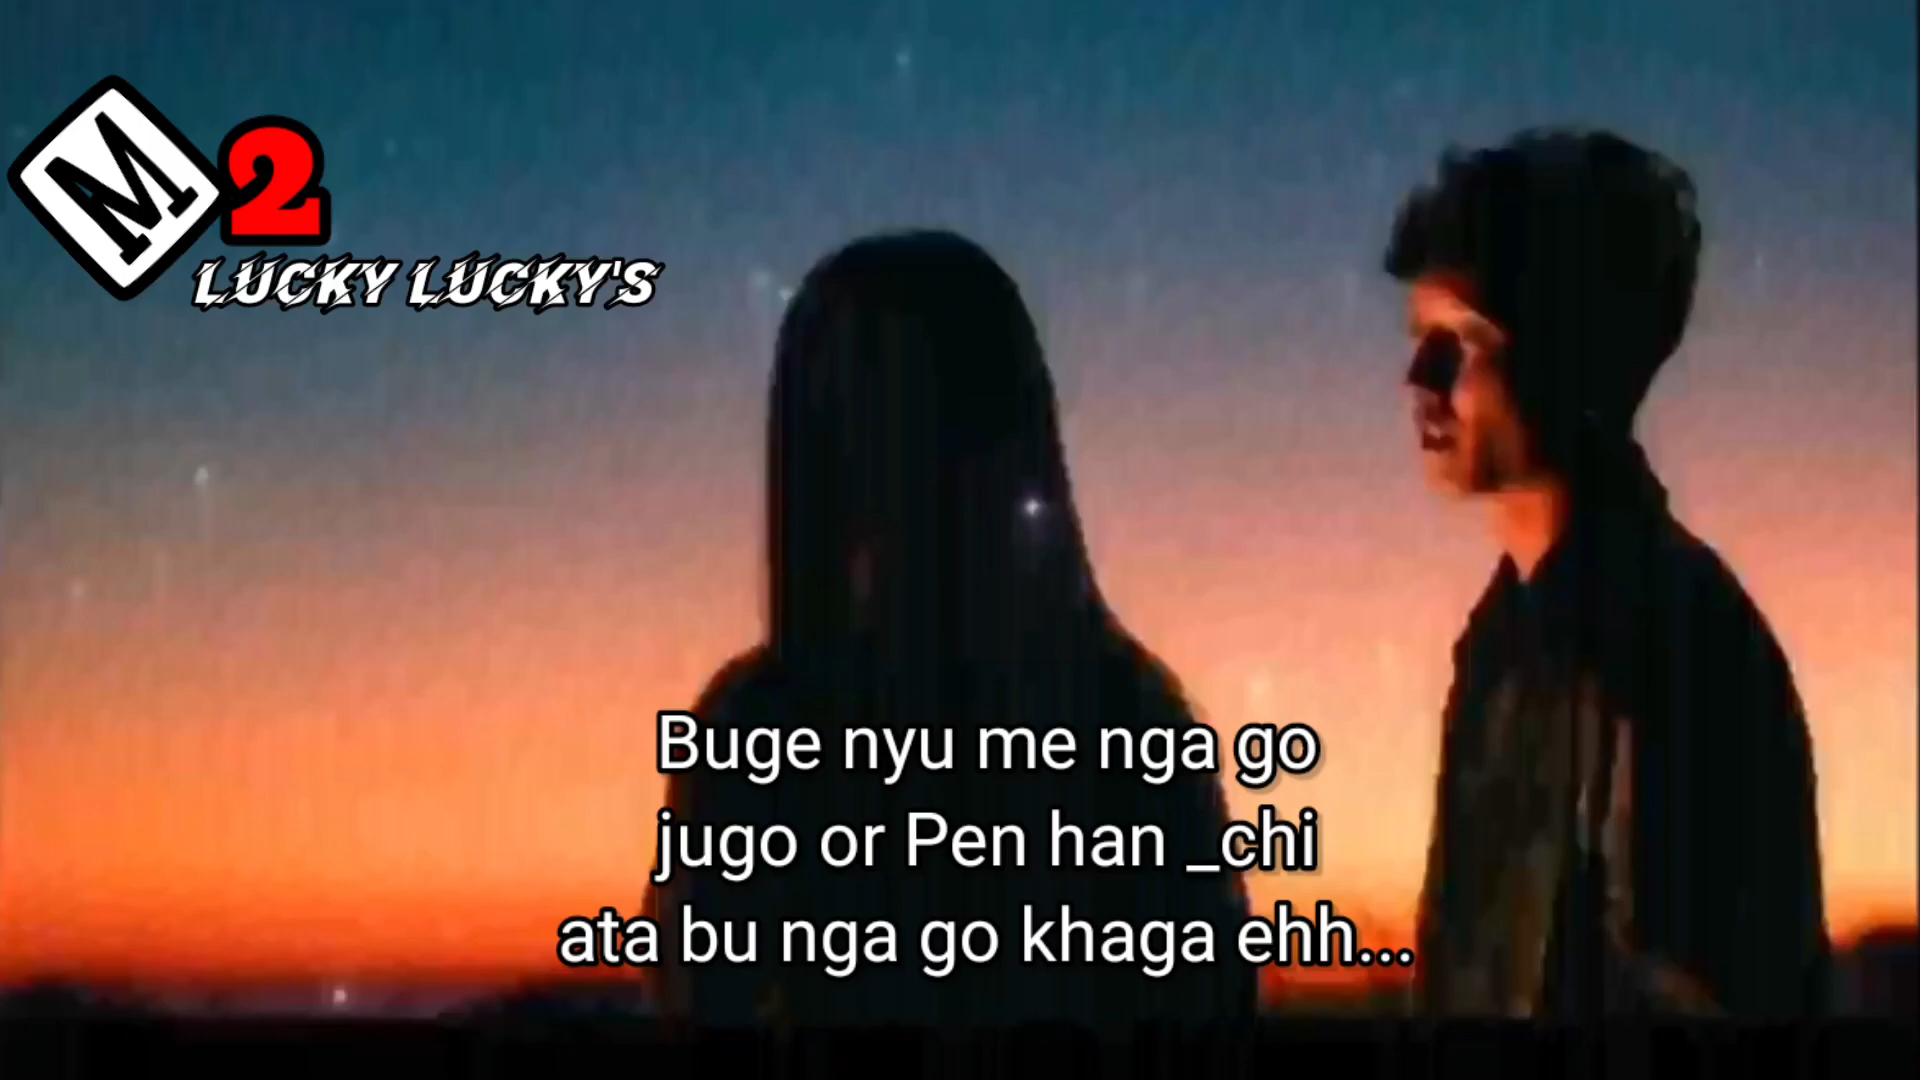 M
2
LUCKY LUCKY'S
Buge nyu me nga go
jugo or Pen han _chi
ata bu nga go khaga ehh...